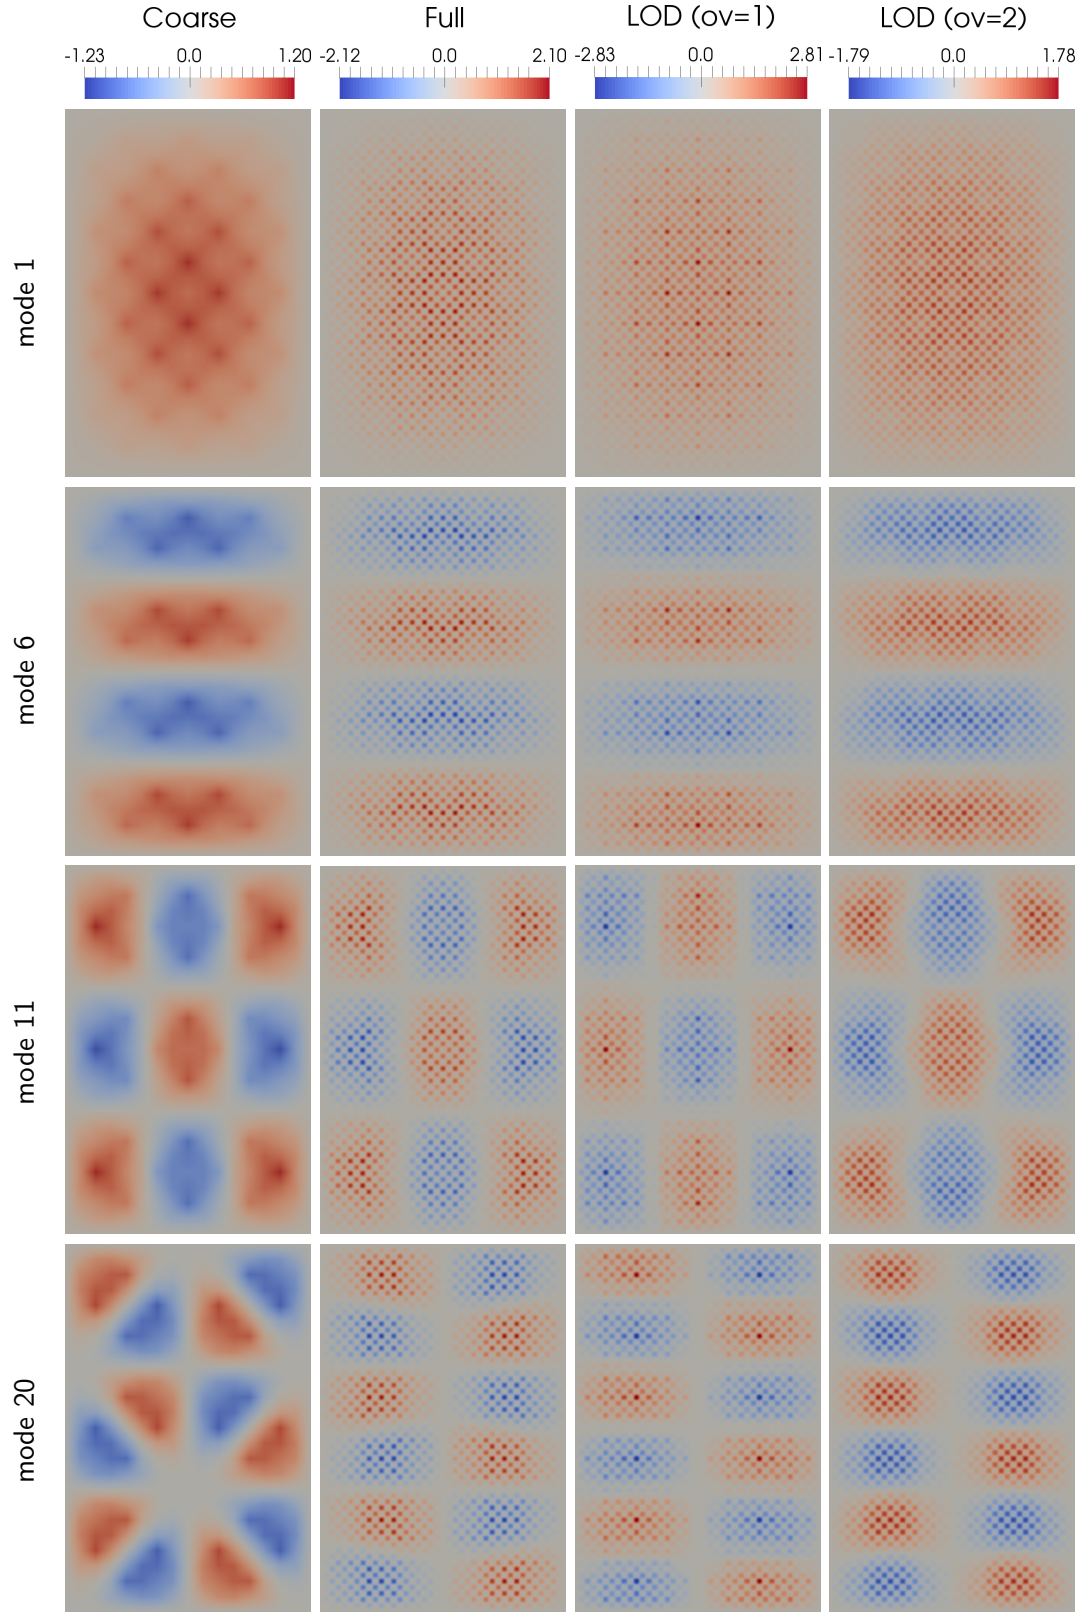 Coarse Full LOD (ov=1) LOD (ov=2)
-1.23 0.0 1.20 -2.12 0.0 2.10 -2.83 0.0 2.81 -1.79 0.0 1.78
mode 1
mode 6
mode 11
mode 20